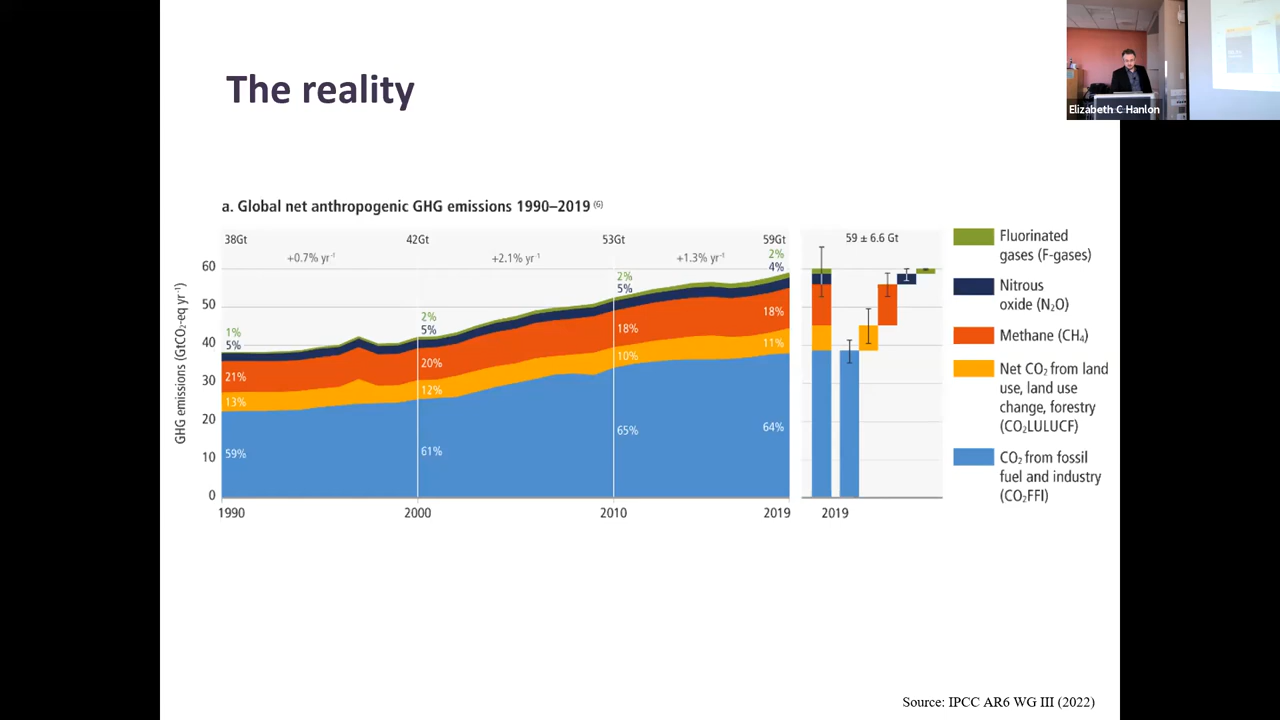 The reality
Elizabeth C Hanlon
a. Global net anthropogenic GHG emissions 1990–2019 (6)
38Gt
42Gt
53Gt
59Gt
+0.7% yr-1
+2.1% yr-1
+1.3% yr-1
59 ± 6.6 Gt
GHG emissions (GtCO2-eq yr-1)
60
50
40
30
20
10
0
1%
5%
21%
13%
59%
2%
5%
20%
12%
61%
2%
5%
18%
10%
65%
2%
4%
18%
11%
64%
1990
2000
2010
2019
2019
Fluorinated
gases (F-gases)
Nitrous
oxide (N2O)
Methane (CH4)
Net CO2 from land
use, land use
change, forestry
(CO2LULUCF)
CO2 from fossil
fuel and industry
(CO2FFI)
Source: IPCC AR6 WG III (2022)